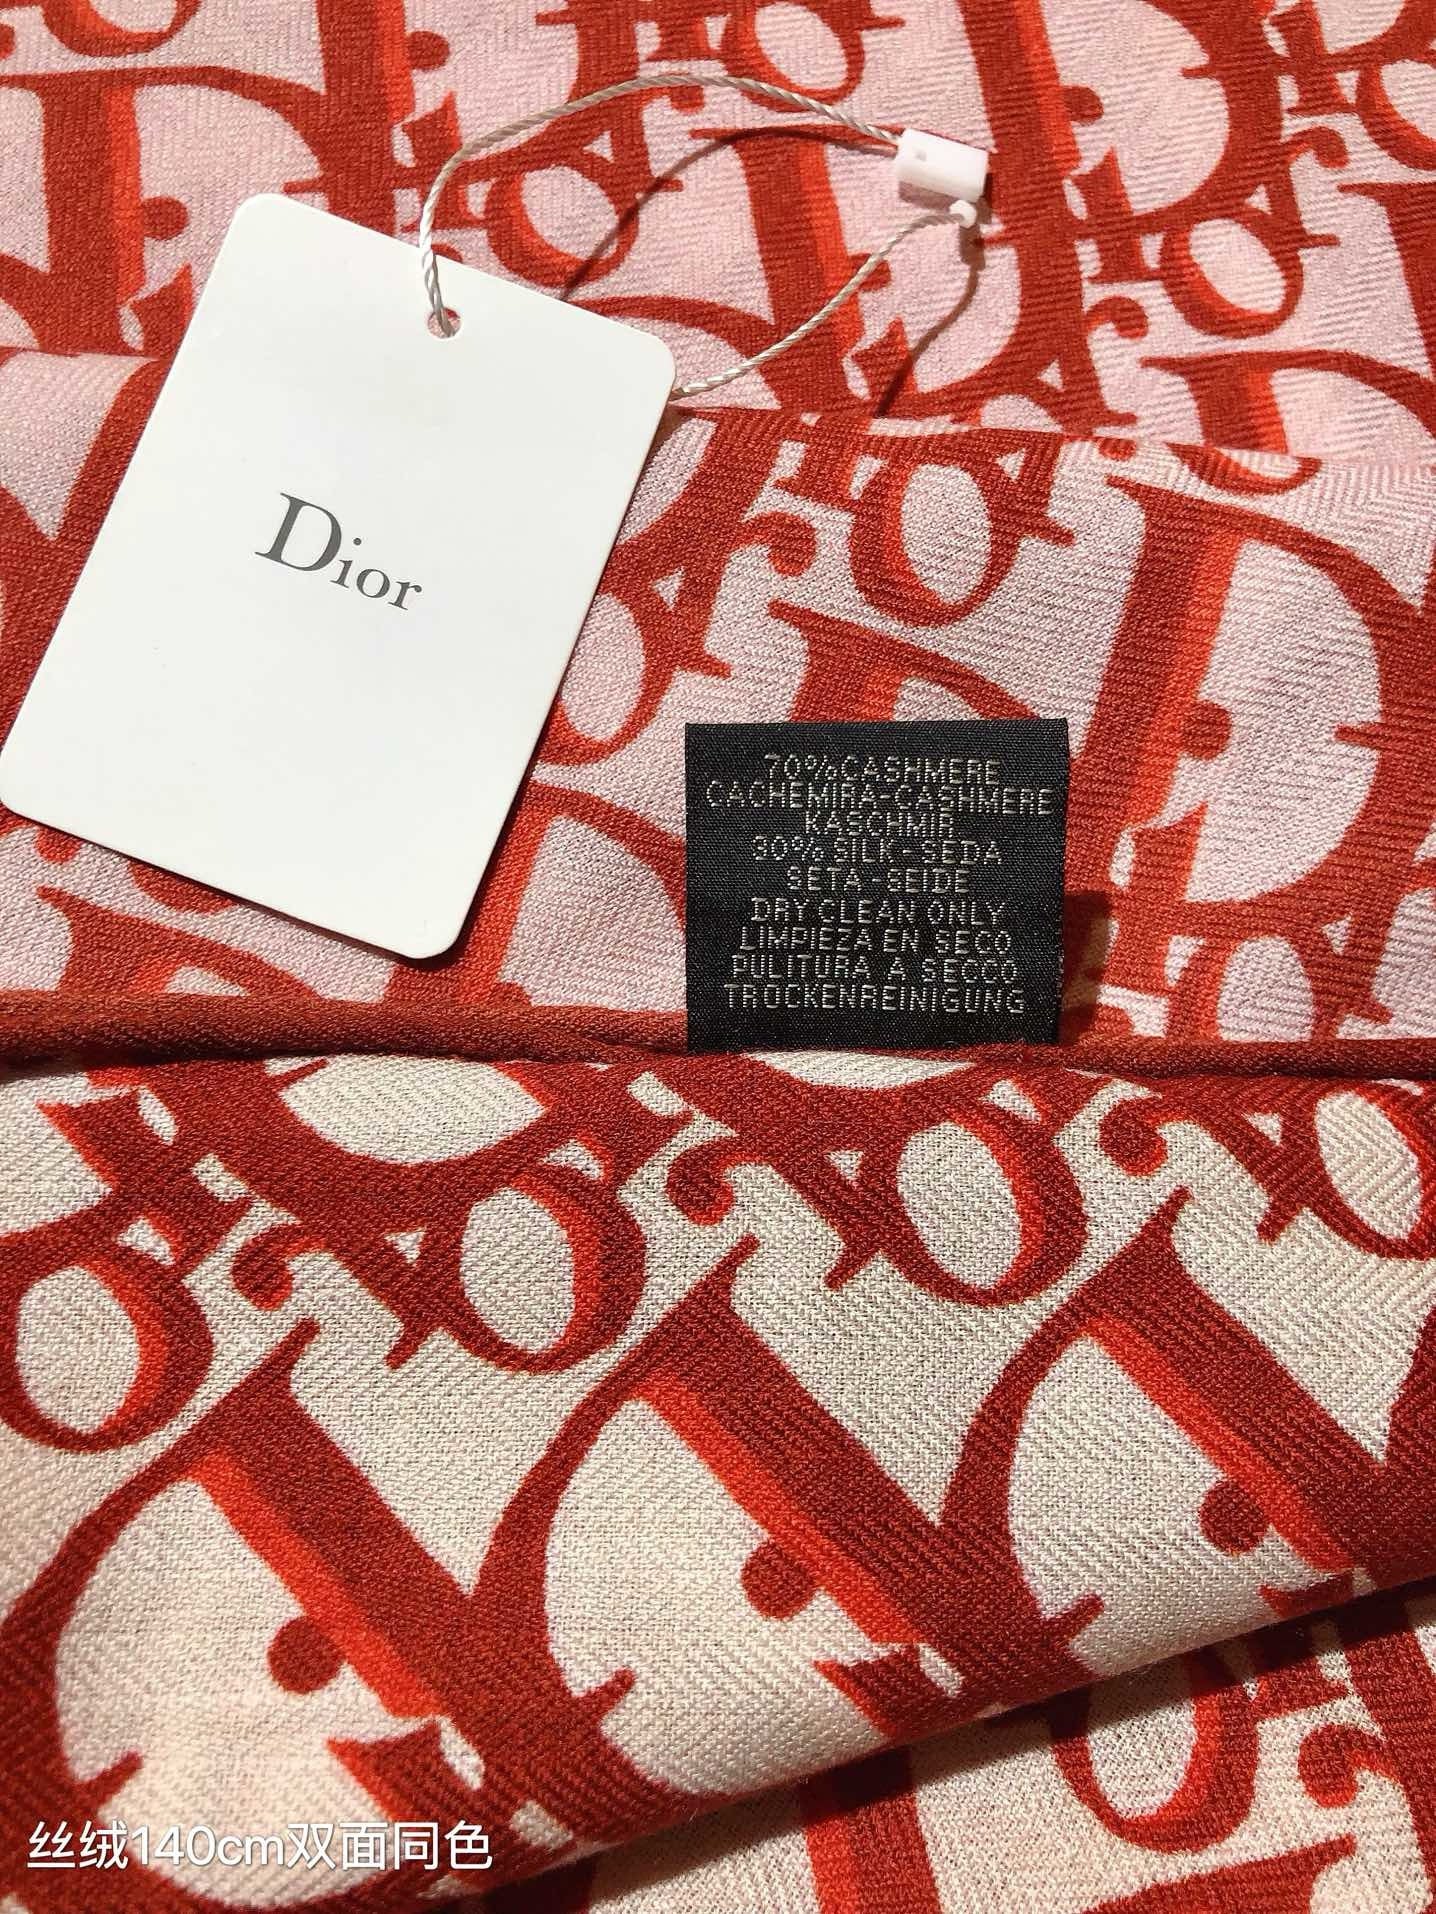 Dior
70%CASHMERE
CACHEMIRA-CASHMERE
KASCHMIR
30% SILK-SEDA
SETA-SEIDE
DRY CLEAN ONLY
LIMPIEZA EN SECO
PULITURA A SECCO
TROCKENREINIGUNG
丝绒140cm双面同色